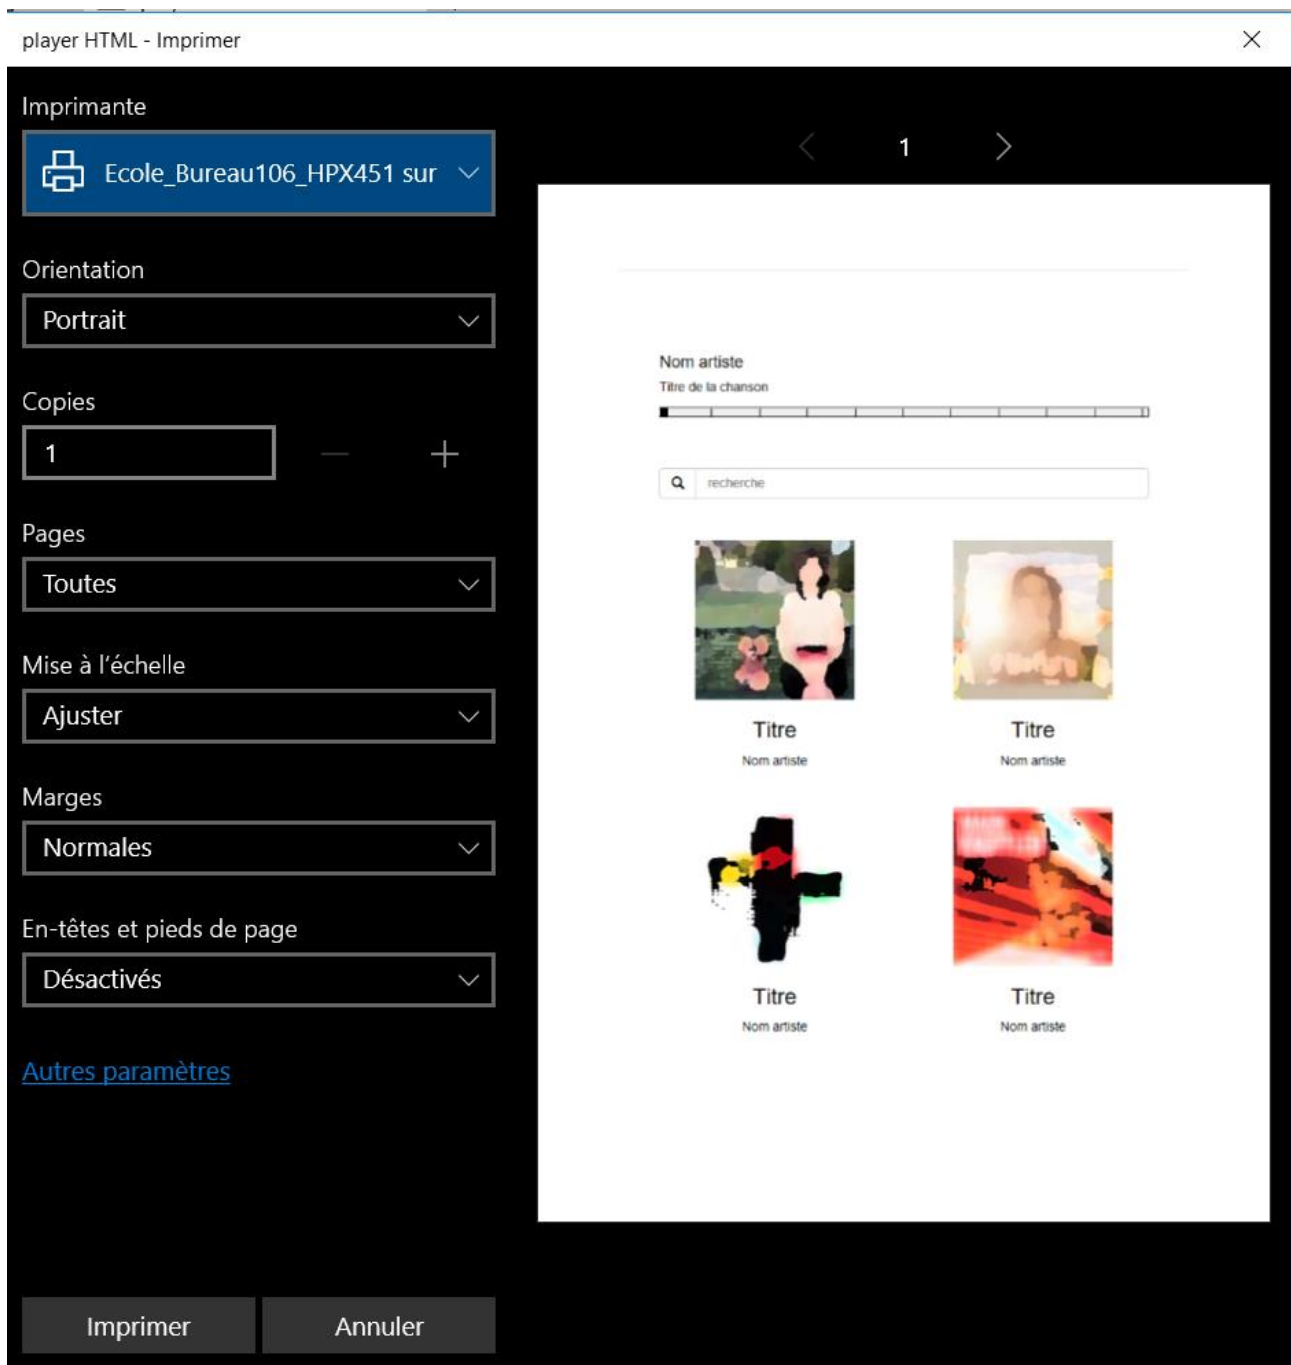 player HTML - Imprimer
Imprimante
Ecole_Bureau106_HPX451 sur
Orientation
Portrait
Copies
1
Pages
Toutes
Mise à l'échelle
Ajuster
Marges
Normales
En-têtes et pieds de page
Désactivés
Autres paramètres
Imprimer
Annuler
1
Nom artiste
Titre de la chanson
recherche
Titre
Nom artiste
Titre
Nom artiste
Titre
Nom artiste
Titre
Nom artiste